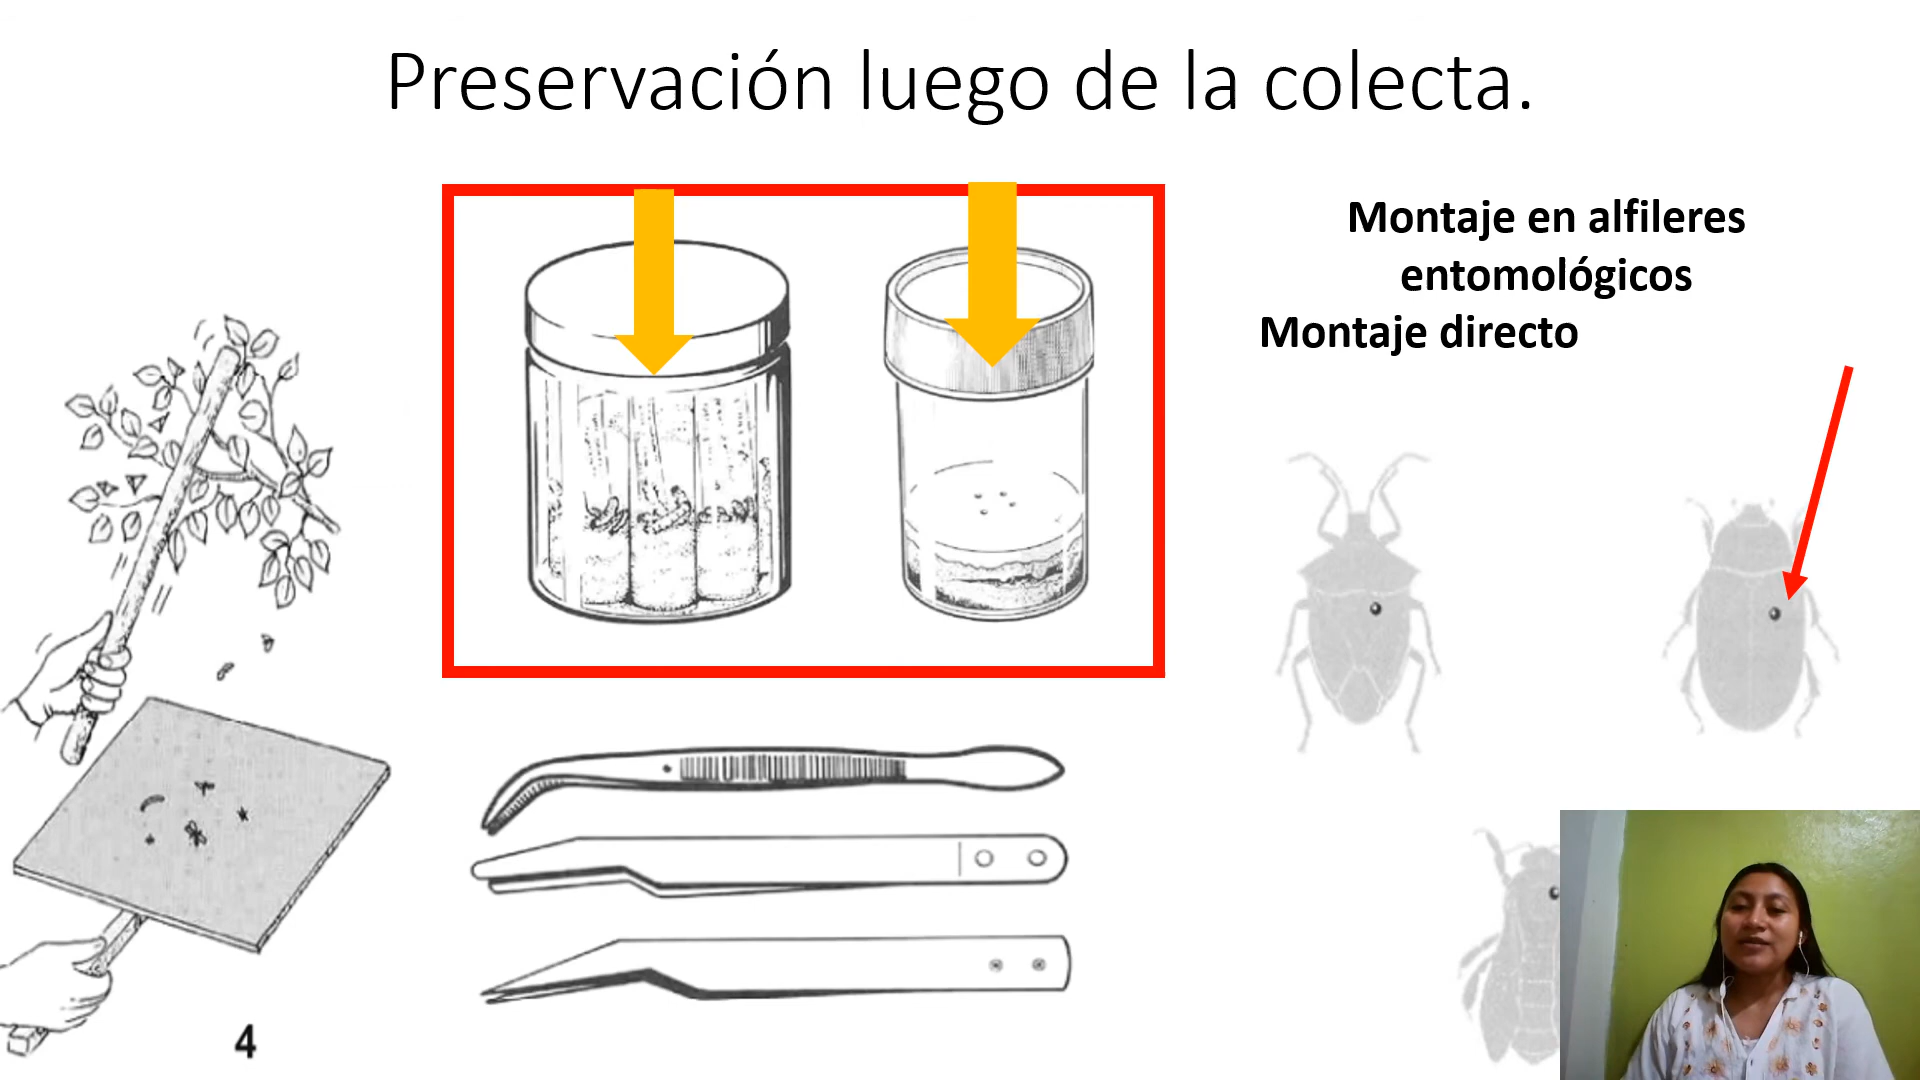 Preservación luego de la colecta.
Montaje en alfileres
entomológicos
Montaje directo
4